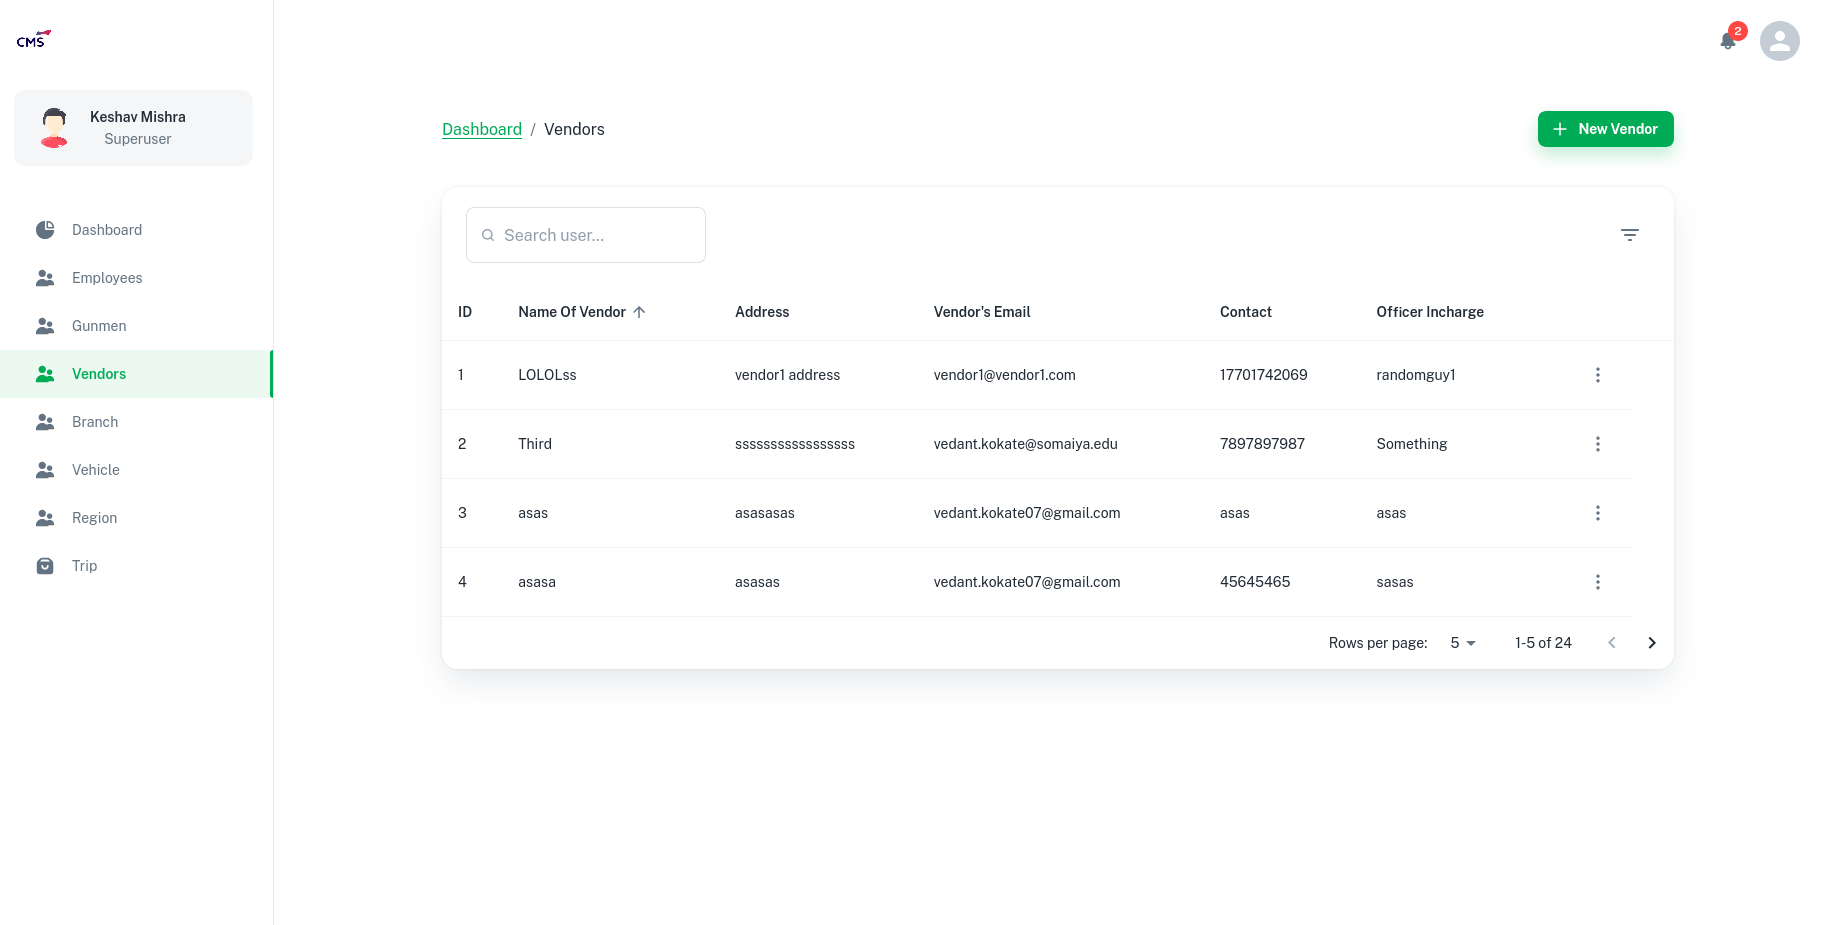 CMS
2
Keshav Mishra
Superuser
Dashboard / Vendors
New Vendor
Dashboard
Employees
Gunmen
Vendors
Branch
Vehicle
Region
Trip
Search user...
ID Name Of Vendor Address Vendor's Email Contact Officer Incharge
1 LOLOLss vendor1 address vendor1@vendor1.com 17701742069 randomguy1
2 Third sssssssssssssssss vedant.kokate@somaiya.edu 7897897987 Something
3 asas asasasas vedant.kokate07@gmail.com asas asas
4 asasa asasas vedant.kokate07@gmail.com 45645465 sasas
Rows per page: 5 1-5 of 24